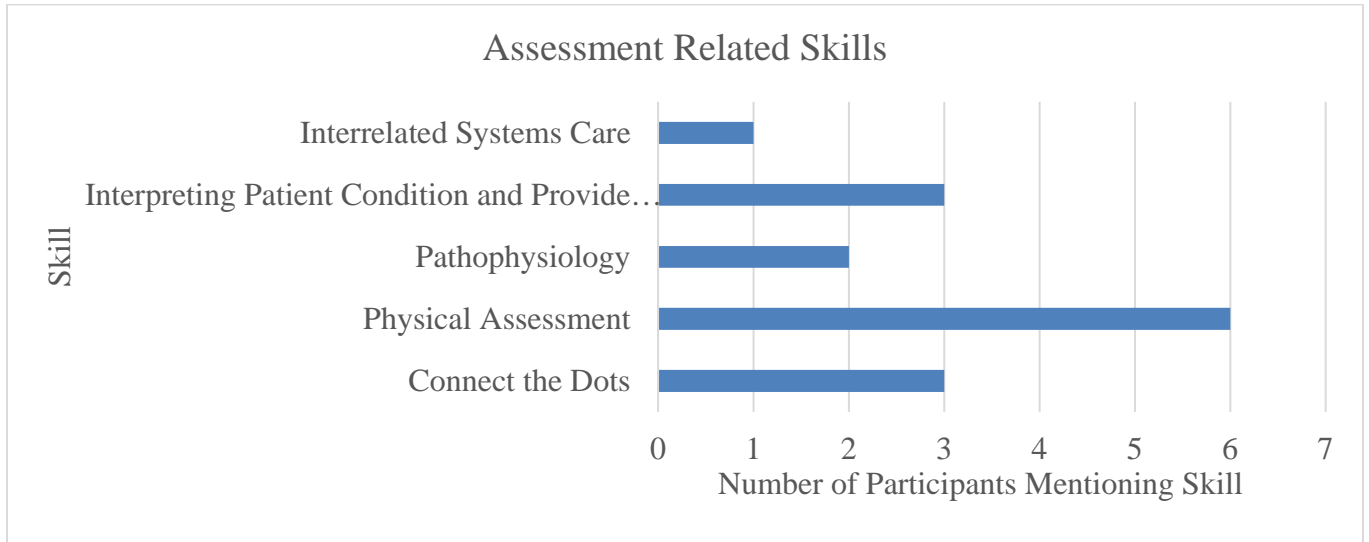 Assessment Related Skills
Interrelated Systems Care
Interpreting Patient Condition and Provide…
Pathophysiology
Physical Assessment
Connect the Dots
Skill
0 1 2 3 4 5 6 7
Number of Participants Mentioning Skill